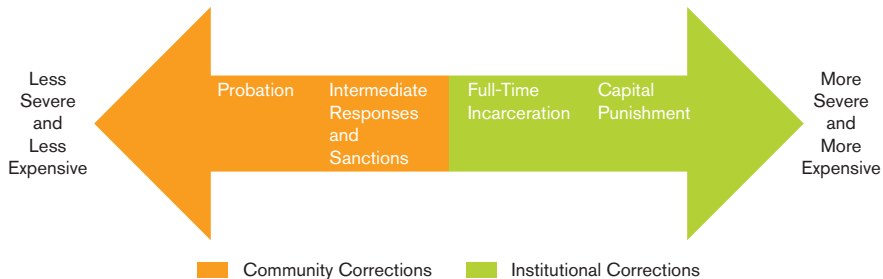 Less
Severe
and
Less
Expensive
Probation
Intermediate
Responses
and
Sanctions
Full-Time
Incarceration
Capital
Punishment
More
Severe
and
More
Expensive
Community Corrections
Institutional Corrections